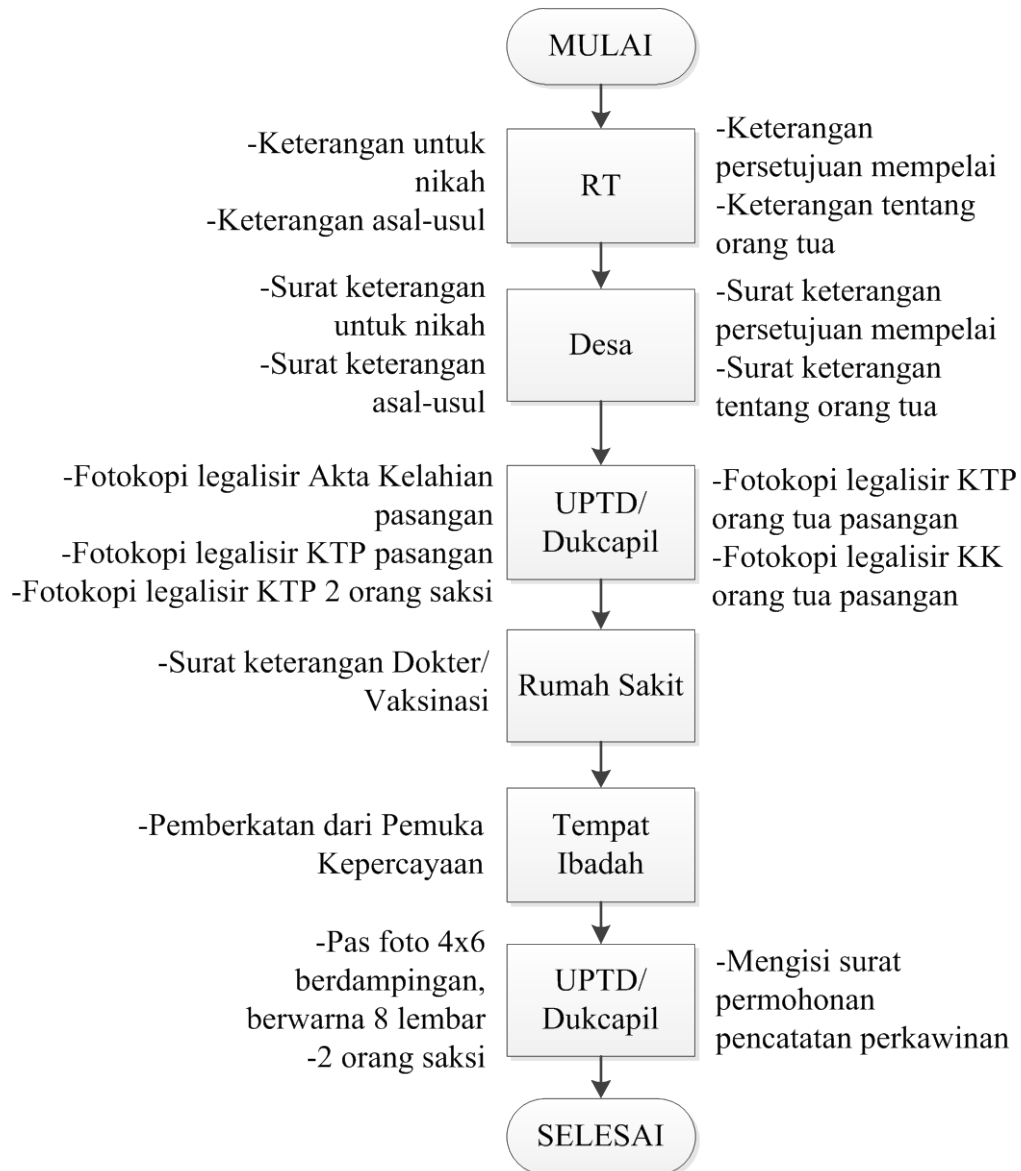 MULAI
-Keterangan untuk
nikah
-Keterangan asal-usul
RT
-Keterangan
persetujuan mempelai
-Keterangan tentang
orang tua
-Surat keterangan
untuk nikah
-Surat keterangan
asal-usul
Desa
-Surat keterangan
persetujuan mempelai
-Surat keterangan
tentang orang tua
-Fotokopi legalisir Akta Kelahian
pasangan
-Fotokopi legalisir KTP pasangan
-Fotokopi legalisir KTP 2 orang saksi
UPTD/
Dukcapil
-Fotokopi legalisir KTP
orang tua pasangan
-Fotokopi legalisir KK
orang tua pasangan
-Surat keterangan Dokter/
Vaksinasi
Rumah Sakit
-Pemberkatan dari Pemuka
Kepercayaan
Tempat
Ibadah
-Pas foto 4x6
berdampingan,
berwarna 8 lembar
-2 orang saksi
UPTD/
Dukcapil
-Mengisi surat
permohonan
pencatatan perkawinan
SELESAI